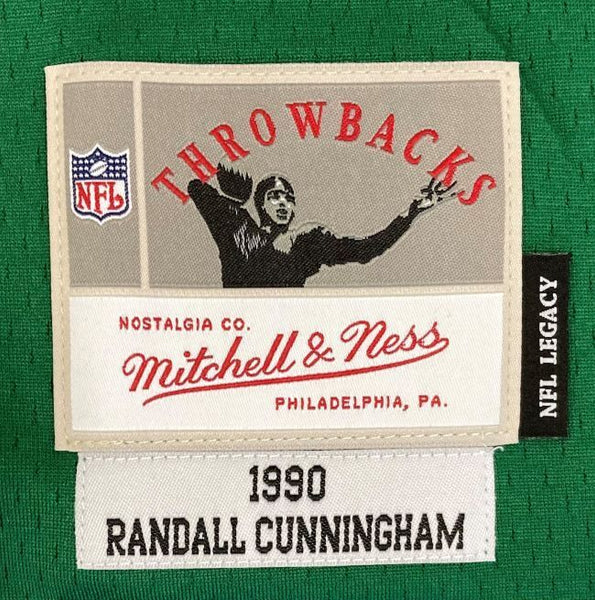 THROWBACKS
NFL
NOSTALGIA CO.
Mitchell & Ness
PHILADELPHIA, PA.
NFL LEGACY
1990
RANDALL CUNNINGHAM